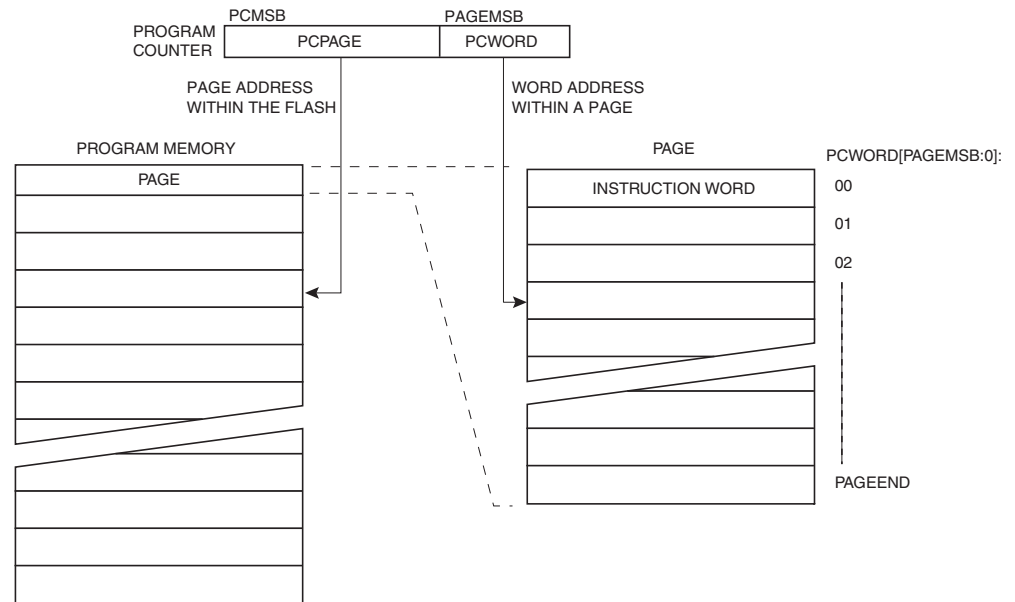 PCMSB
PAGEMSB
PROGRAM
COUNTER
PCPAGE
PCWORD
PAGE ADDRESS
WITHIN THE FLASH
WORD ADDRESS
WITHIN A PAGE
PROGRAM MEMORY
PAGE
PAGE
PCWORD[PAGEMSB:0]:
INSTRUCTION WORD
00
01
02
PAGEEND